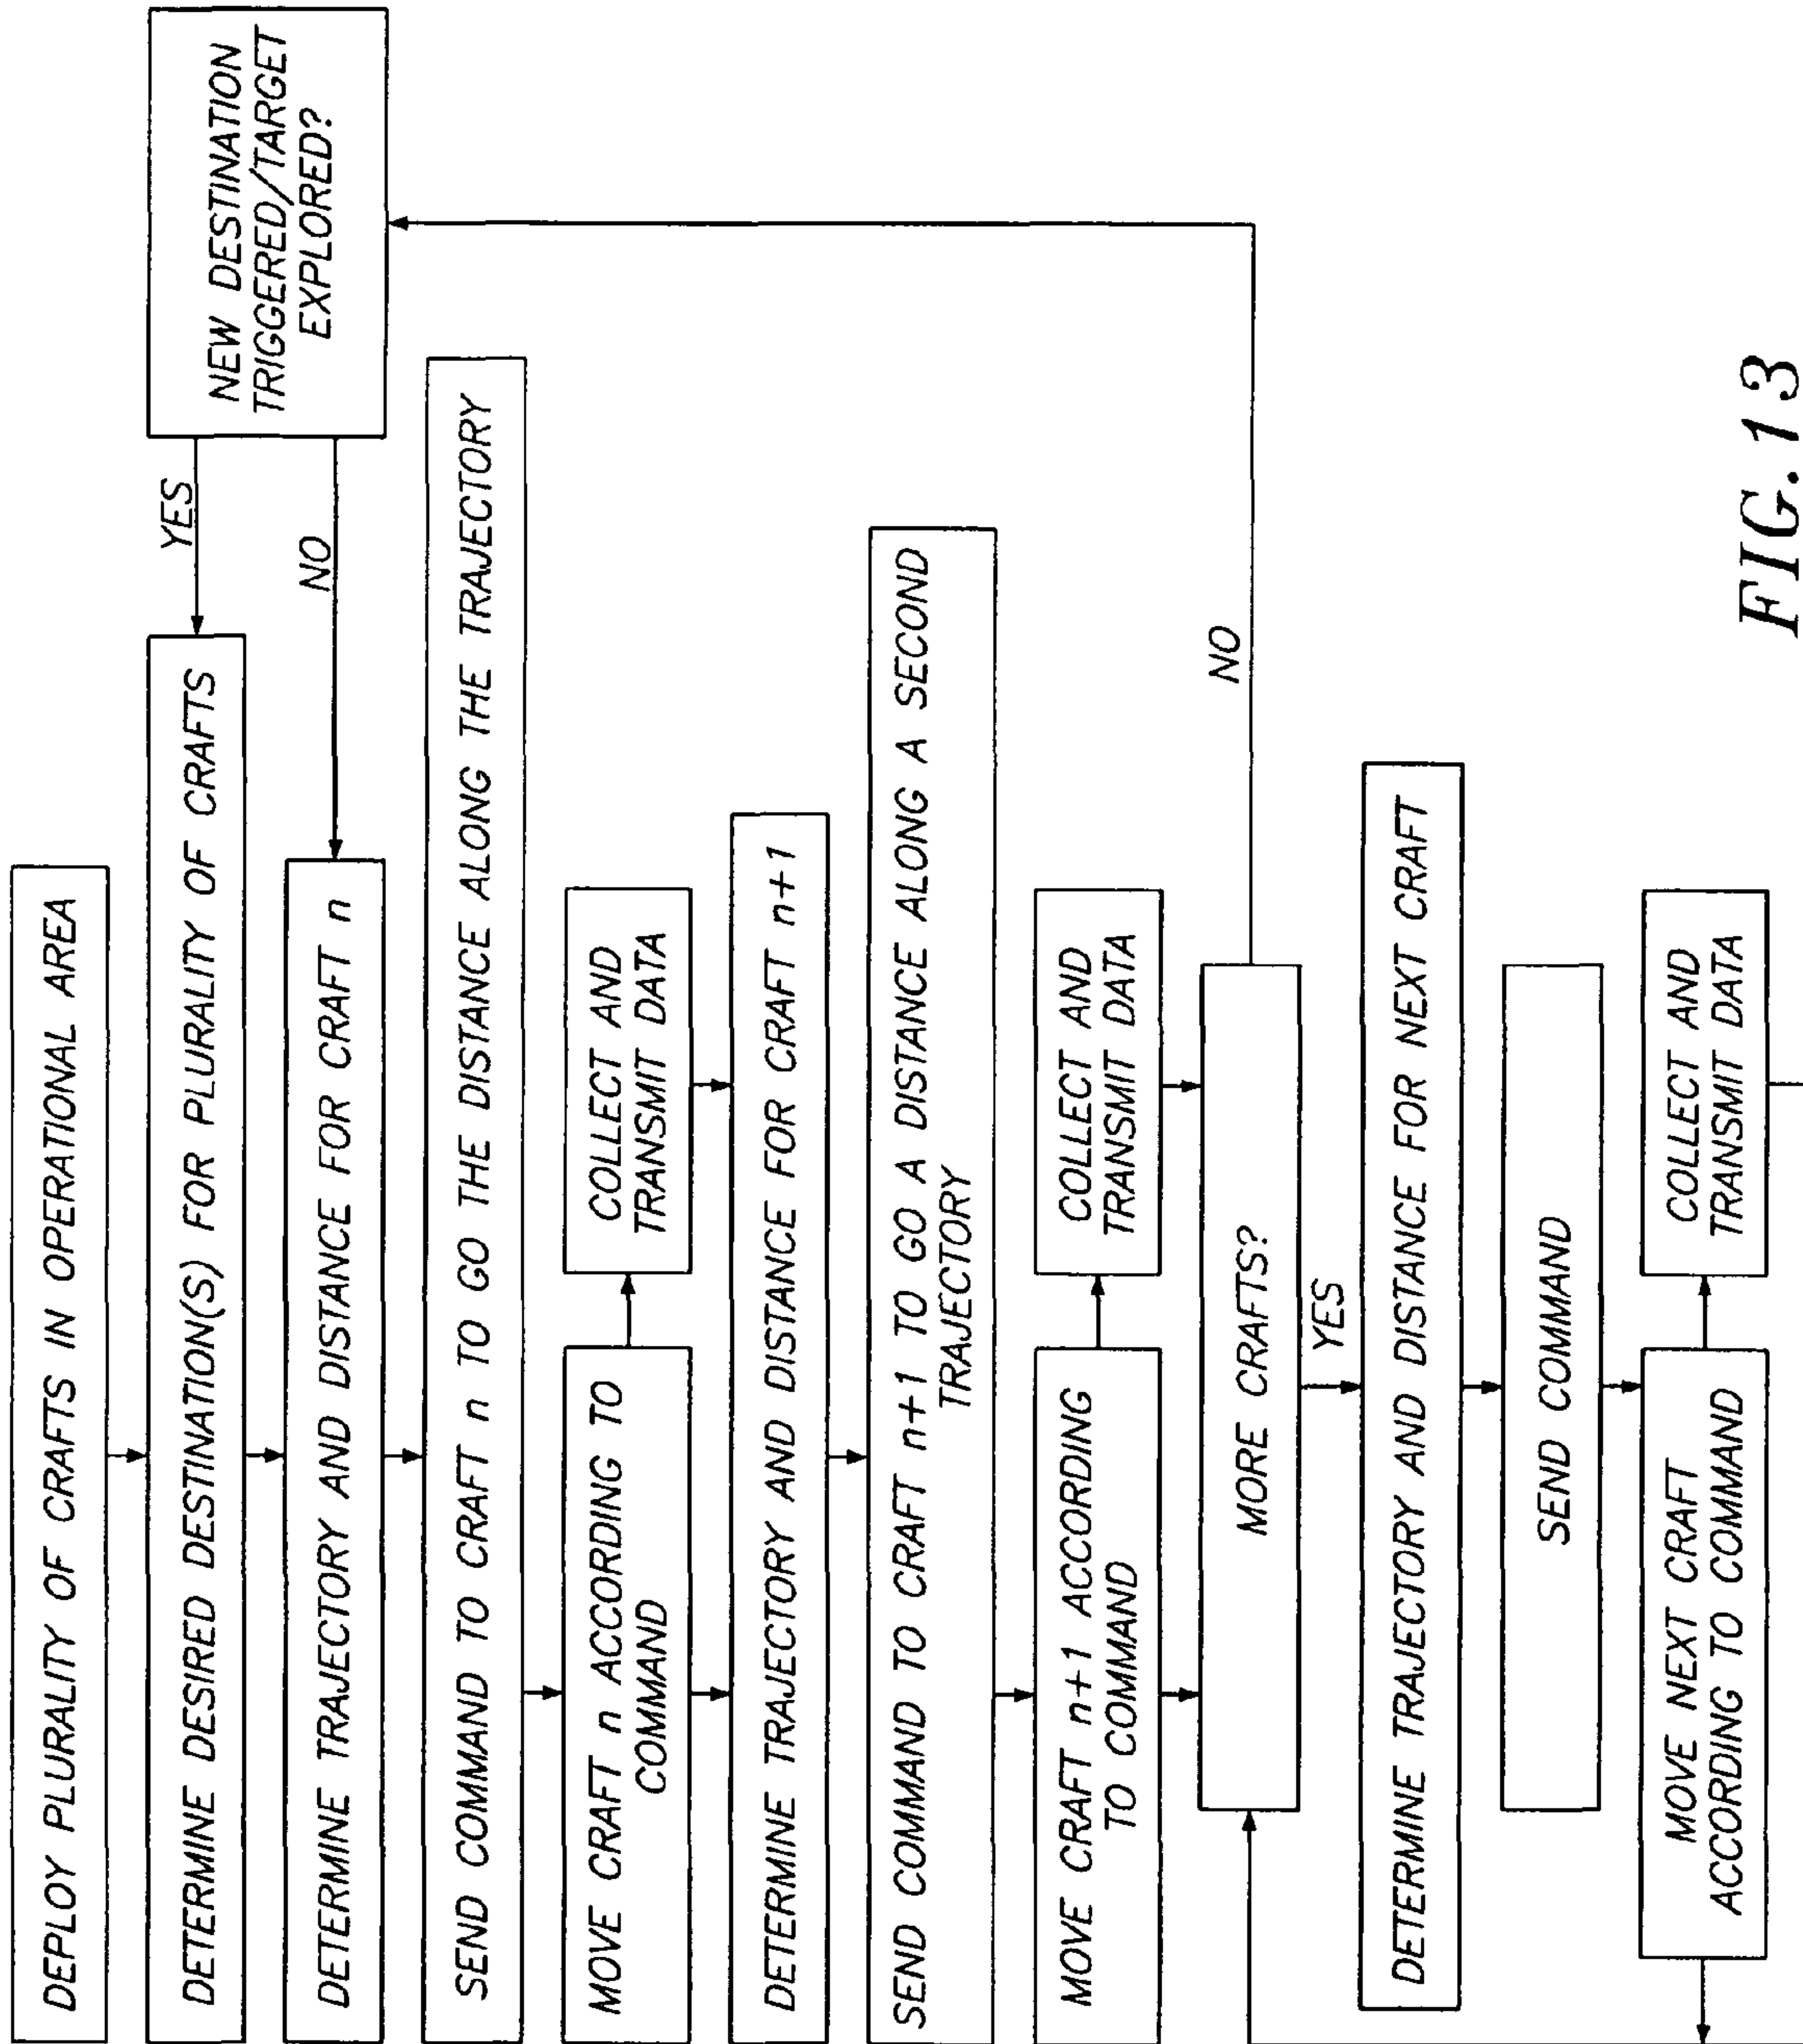 DEPLOY PLURALITY OF CRAFTS IN OPERATIONAL AREA
DETERMINE DESIRED DESTINATION(S) FOR PLURALITY OF CRAFTS
YES
NEW DESTINATION
TRIGGERED/TARGET
EXPLORED?
NO
DETERMINE TRAJECTORY AND DISTANCE FOR CRAFT n
SEND COMMAND TO CRAFT n TO GO THE DISTANCE ALONG THE TRAJECTORY
MOVE CRAFT n ACCORDING TO
COMMAND
COLLECT AND
TRANSMIT DATA
DETERMINE TRAJECTORY AND DISTANCE FOR CRAFT n+1
SEND COMMAND TO CRAFT n+1 TO GO A DISTANCE ALONG A SECOND
TRAJECTORY
MOVE CRAFT n+1 ACCORDING
TO COMMAND
COLLECT AND
TRANSMIT DATA
MORE CRAFTS?
NO
YES
DETERMINE TRAJECTORY AND DISTANCE FOR NEXT CRAFT
SEND COMMAND
MOVE NEXT CRAFT
ACCORDING TO COMMAND
COLLECT AND
TRANSMIT DATA
FIG. 13